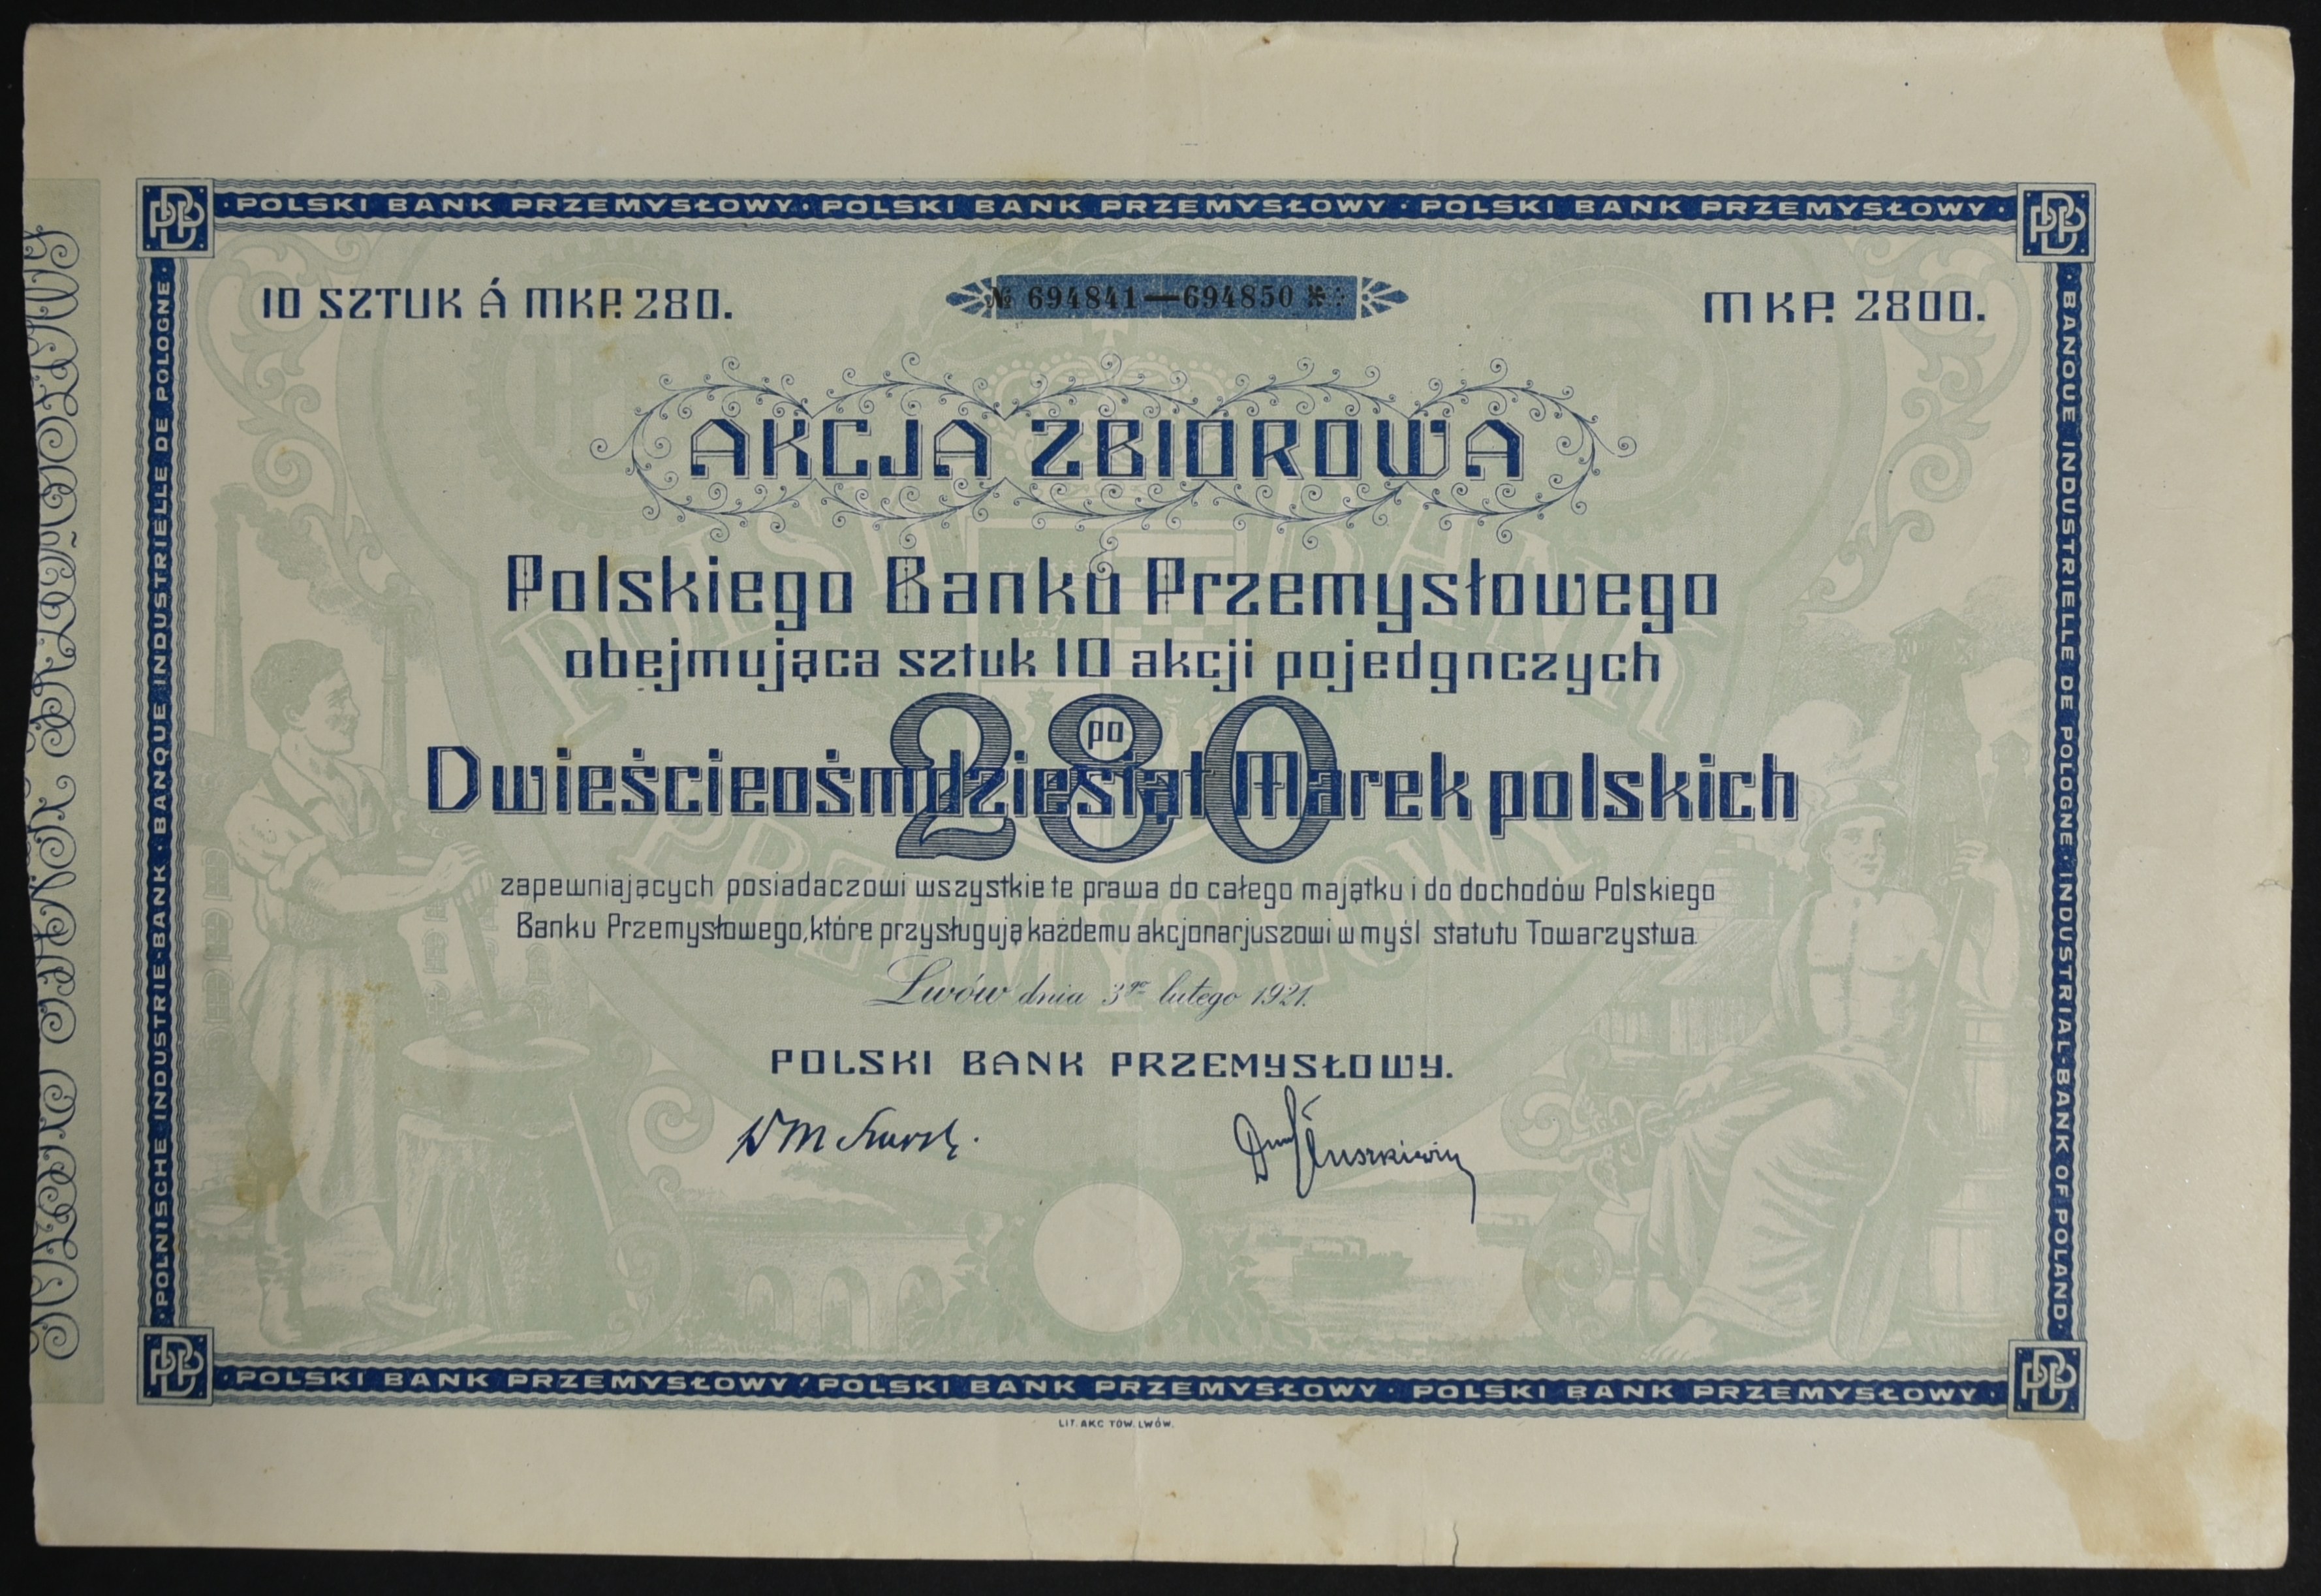 · POLSKI BANK PRZEMYSŁOWY · POLSKI BANK PRZEMYSŁOWY · POLSKI BANK PRZEMYSŁOWY ·
10 SZTUK Á MKP. 280.
№ 694841—694850 ✻
MKP. 2800.
AKCJA ZBIOROWA
Polskiego Banku Przemysłowego
obejmująca sztuk 10 akcji pojedynczych
po
280
Dwieścieośmdziesiąt Marek polskich
zapewniających posiadaczowi wszystkie te prawa do całego majątku i do dochodów Polskiego
Banku Przemysłowego, które przysługują każdemu akcjonarjuszowi w myśl statutu Towarzystwa
Lwów dnia 3go lutego 1921.
POLSKI BANK PRZEMYSŁOWY.
POLSKI BANK
PRZEMYSŁOWY
· POLNISCHE INDUSTRIE-BANK · BANQUE INDUSTRIELLE DE POLOGNE ·
· BANQUE INDUSTRIELLE DE POLOGNE · INDUSTRIAL-BANK OF POLAND ·
· POLSKI BANK PRZEMYSŁOWY · POLSKI BANK PRZEMYSŁOWY · POLSKI BANK PRZEMYSŁOWY ·
LIT. AKC. TOW. LWÓW.